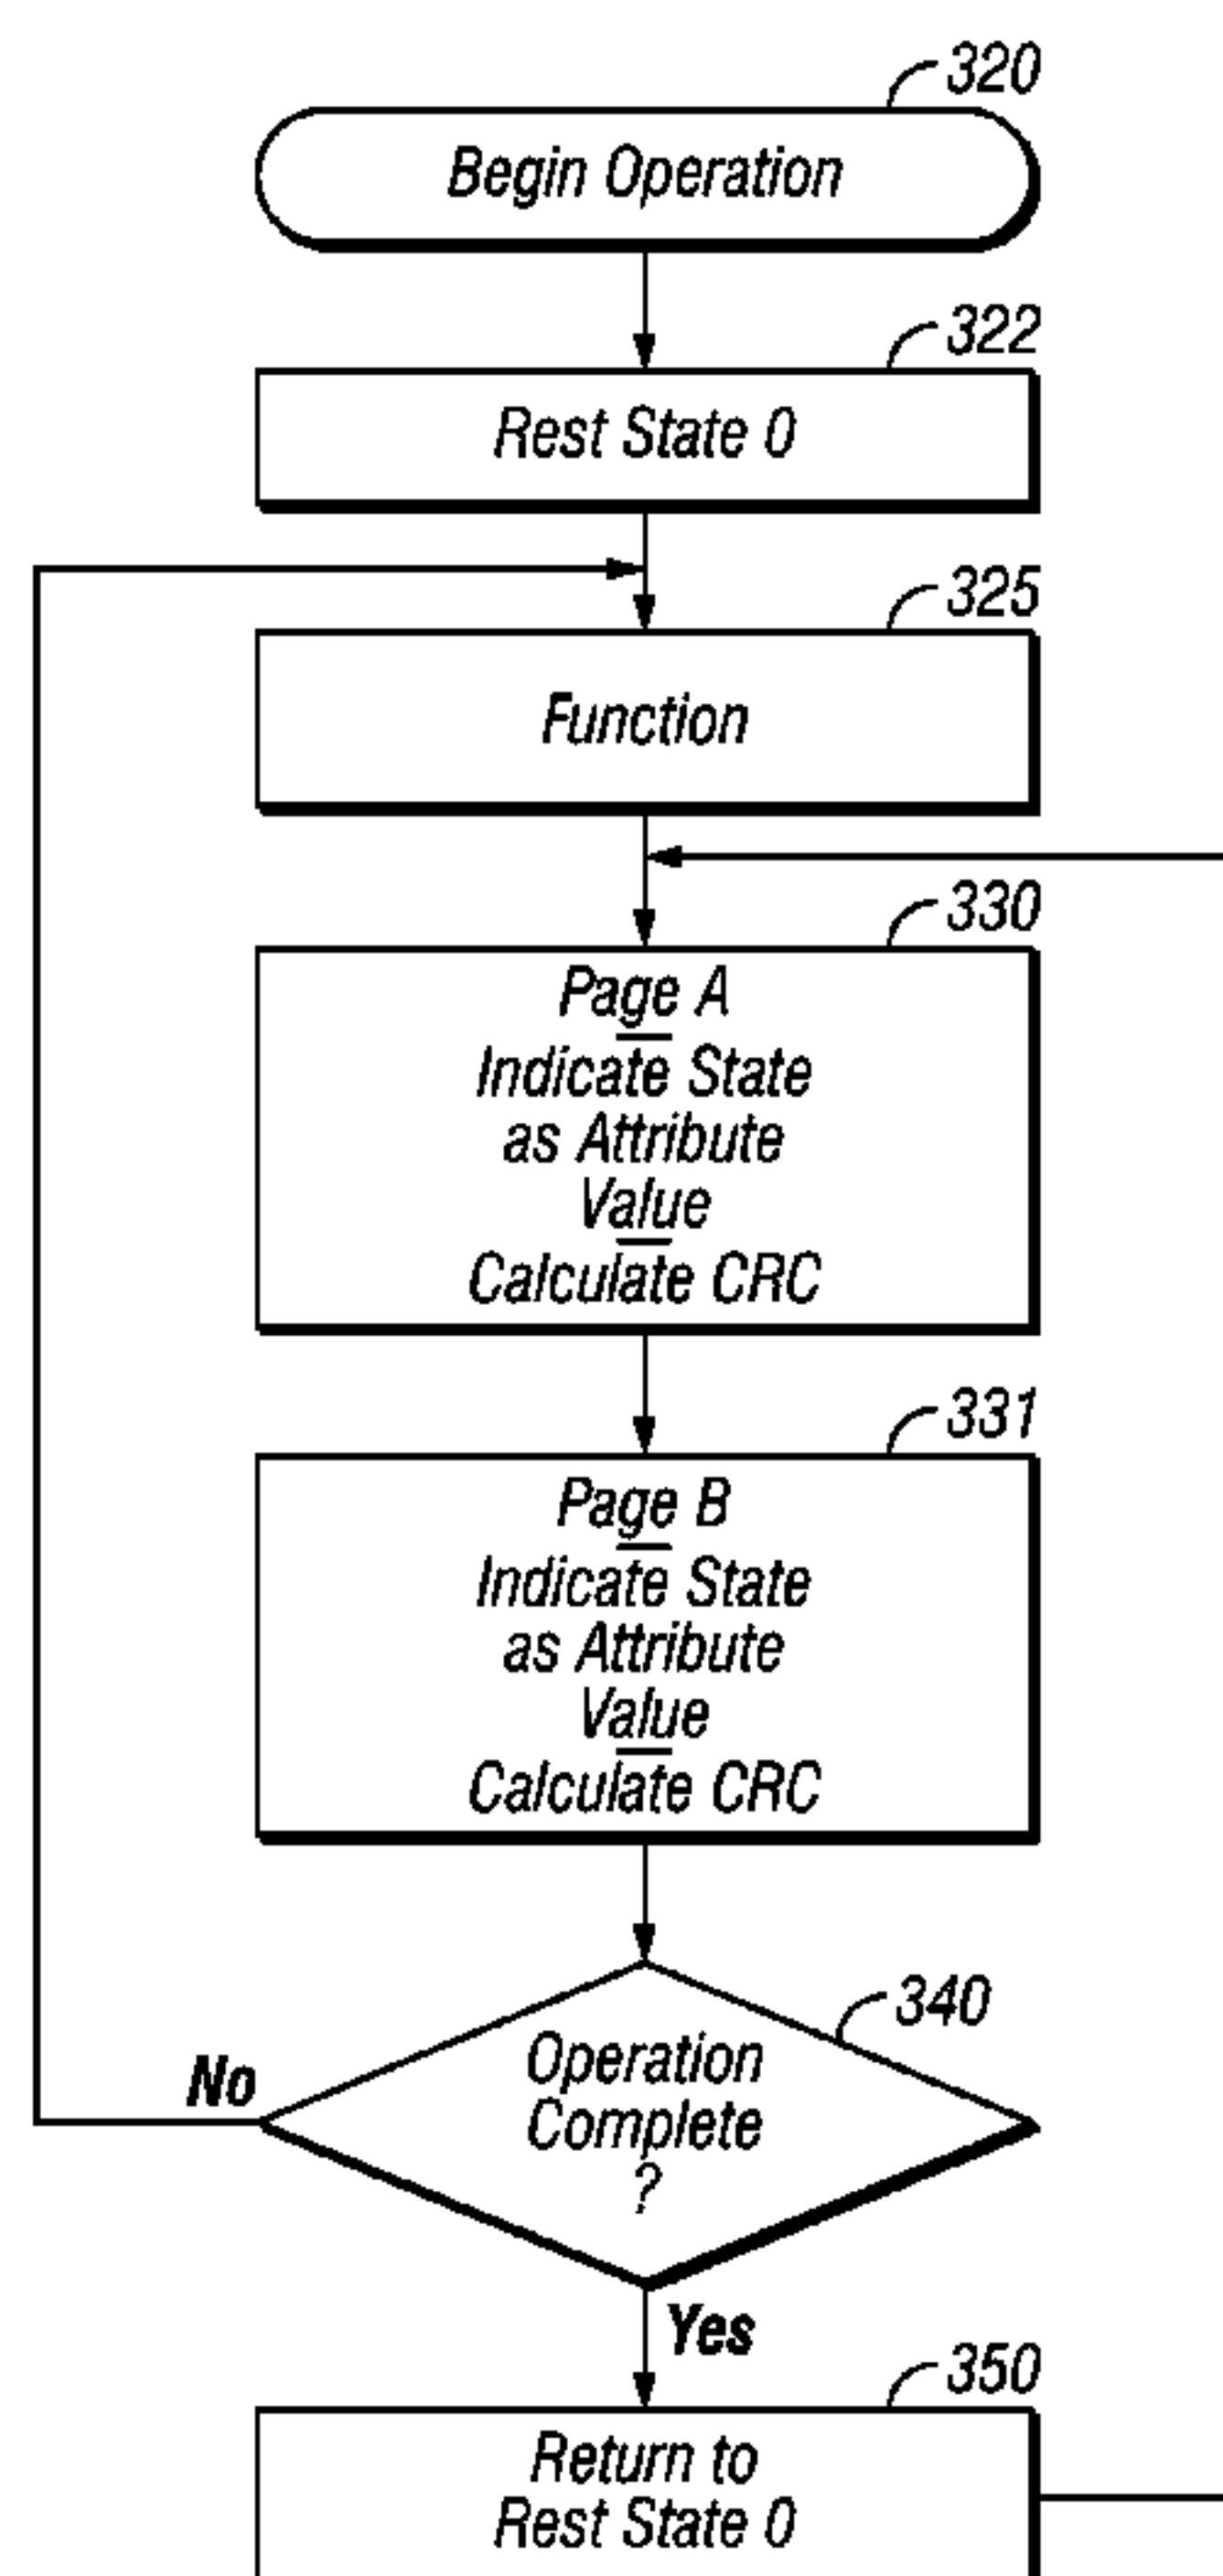 320
Begin Operation
322
Rest State 0
325
Function
330
Page A
Indicate State
as Attribute
Value
Calculate CRC
331
Page B
Indicate State
as Attribute
Value
Calculate CRC
340
Operation
Complete
?
No
Yes
350
Return to
Rest State 0